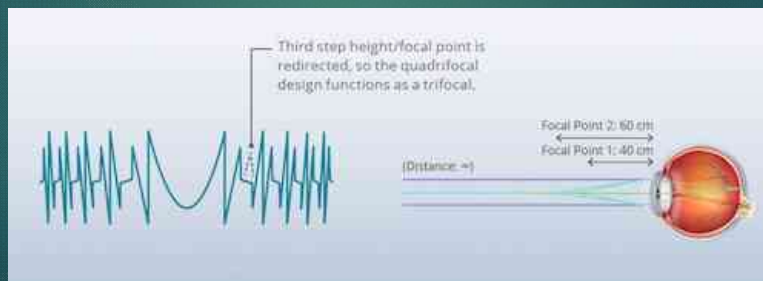 Third step height/focal point is
redirected, so the quadrifocal
design functions as a trifocal.
Focal Point 2: 60 cm
Focal Point 1: 40 cm
(Distance: ∞)